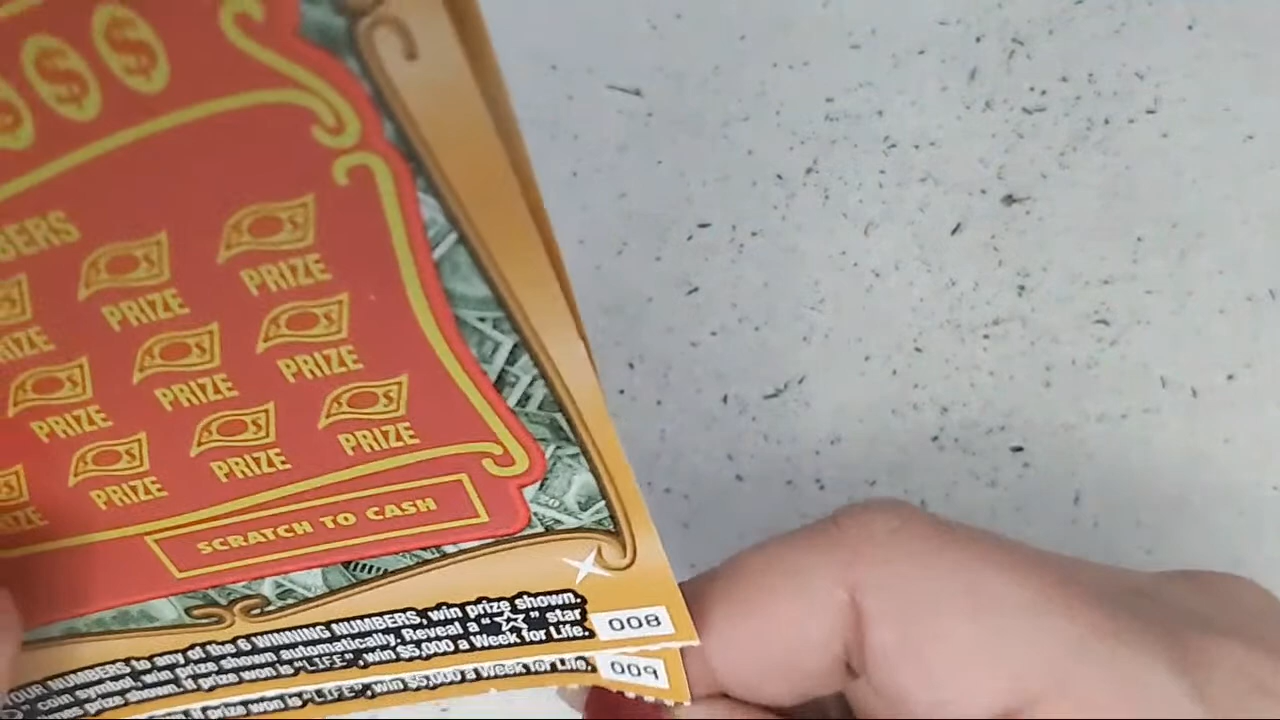 $ $ $
BERS
PRIZE
PRIZE
PRIZE
PRIZE
PRIZE
PRIZE
PRIZE
PRIZE
PRIZE
SCRATCH TO CASH
OUR NUMBERS to any of the 6 WINNING NUMBERS, win prize shown.
coin symbol, win prize shown automatically. Reveal a "☆" star
times prize shown. If prize won is "LIFE", win $5,000 a Week for Life.
008
shown. If prize won is "LIFE", win $5,000 a Week for Life.
009